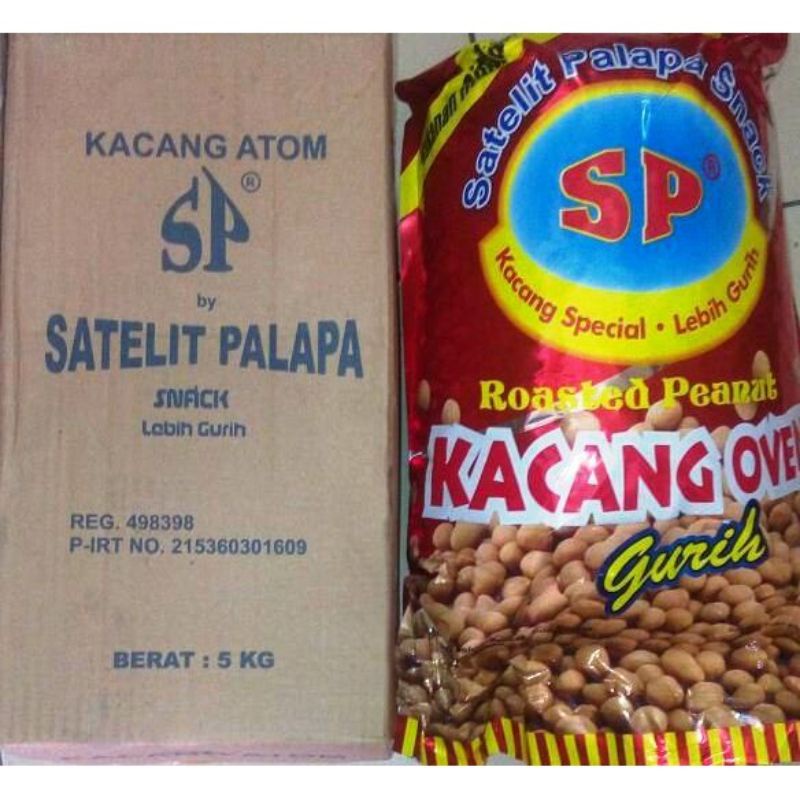 KACANG ATOM
SP®
by
SATELIT PALAPA
SNACK
Lebih Gurih
REG. 498398
P-IRT NO. 215360301609
BERAT : 5 KG
Satelit Palapa Snack
SP®
Kacang Special • Lebih Gurih
Roasted Peanut
KACANG OVE
Gurih